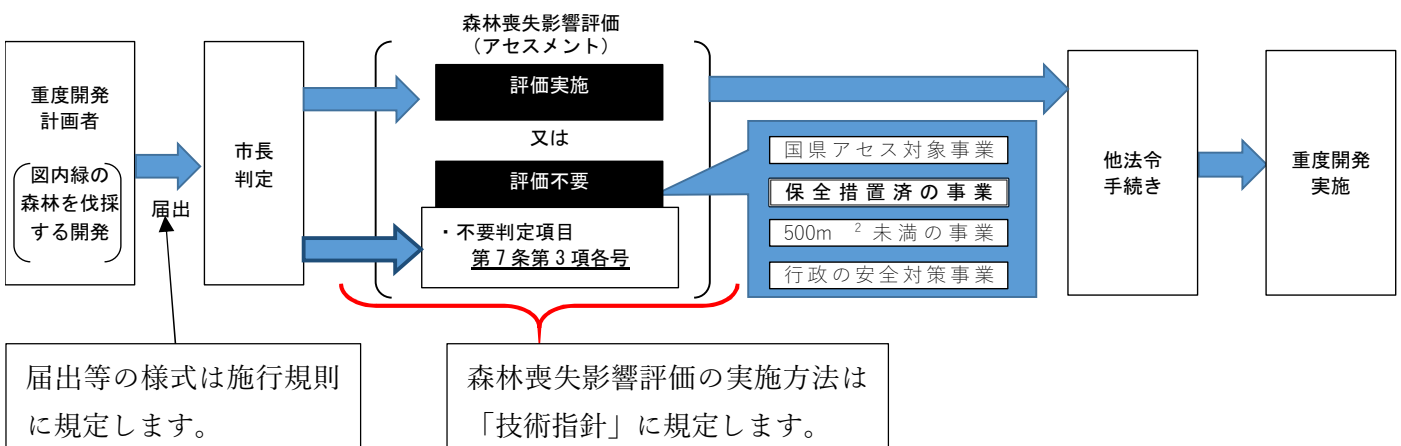 森林喪失影響評価
（アセスメント）
重度開発
計画者
図内緑の
森林を伐採
する開発
届出
市長
判定
評価実施
又は
評価不要
・不要判定項目
第７条第３項各号
国県アセス対象事業
保全措置済の事業
500m ² 未満の事業
行政の安全対策事業
他法令
手続き
重度開発
実施
届出等の様式は施行規則
に規定します。
森林喪失影響評価の実施方法は
「技術指針」に規定します。